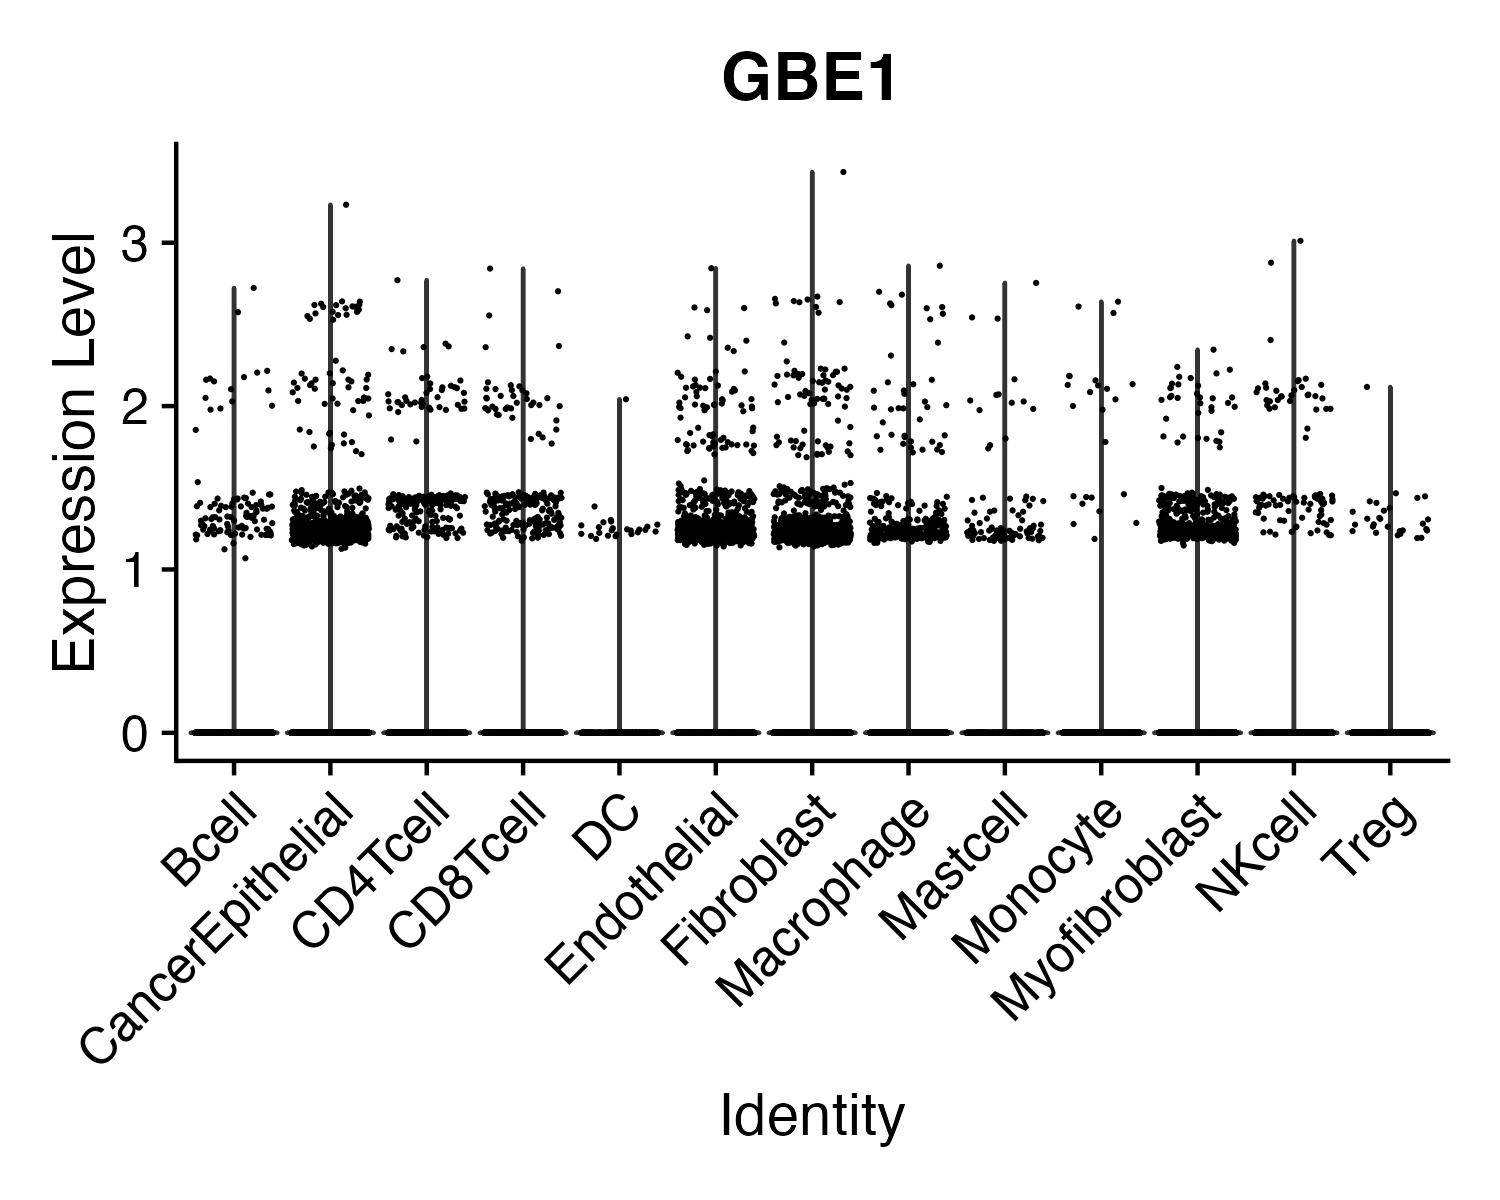 GBE1
Expression Level
3
2
1
0
Bcell
CancerEpithelial
CD4Tcell
CD8Tcell
DC
Endothelial
Fibroblast
Macrophage
Mastcell
Monocyte
Myofibroblast
NKcell
Treg
Identity